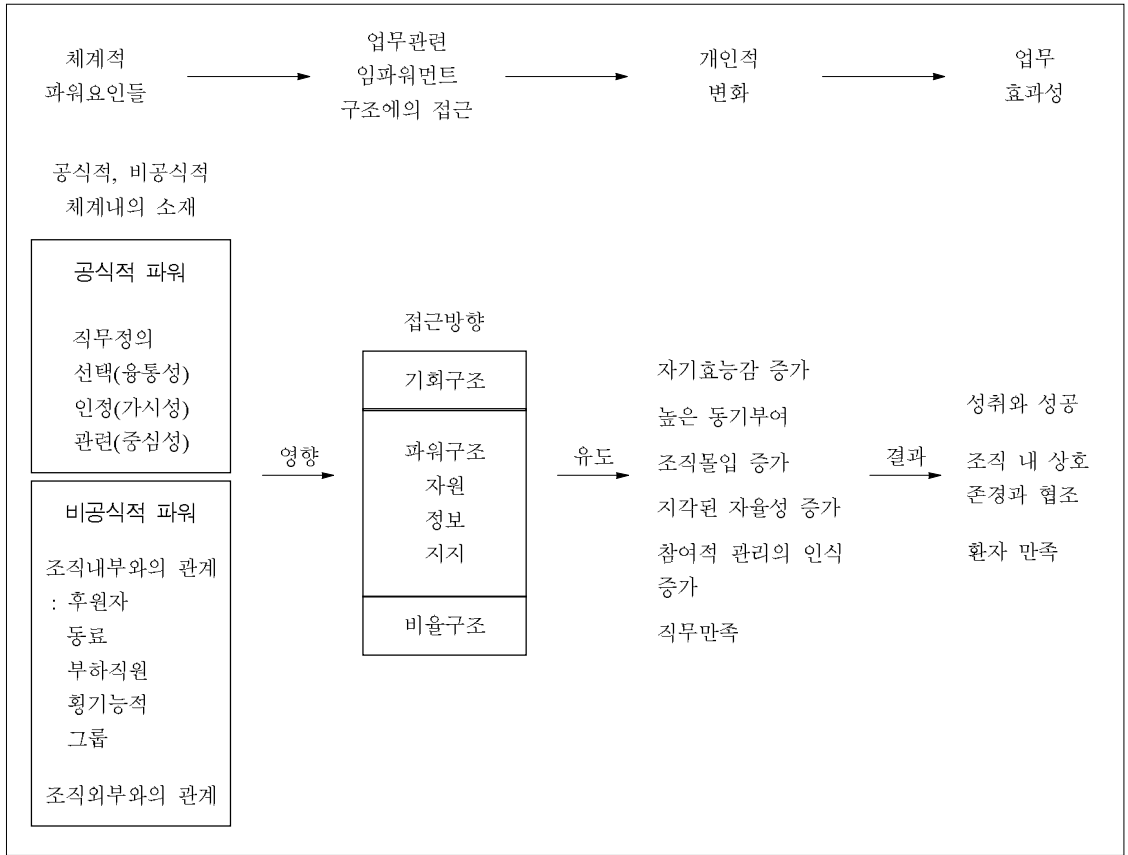 체계적
파워요인들
업무관련
임파워먼트
구조에의 접근
개인적
변화
업무
효과성
공식적, 비공식적
체계내의 소재
공식적 파워
직무정의
선택(융통성)
인정(가시성)
관련(중심성)
비공식적 파워
조직내부와의 관계
: 후원자
동료
부하직원
횡기능적
그룹
조직외부와의 관계
영향
접근방향
기회구조
파워구조
자원
정보
지지
비율구조
유도
자기효능감 증가
높은 동기부여
조직몰입 증가
지각된 자율성 증가
참여적 관리의 인식
증가
직무만족
결과
성취와 성공
조직 내 상호
존경과 협조
환자 만족